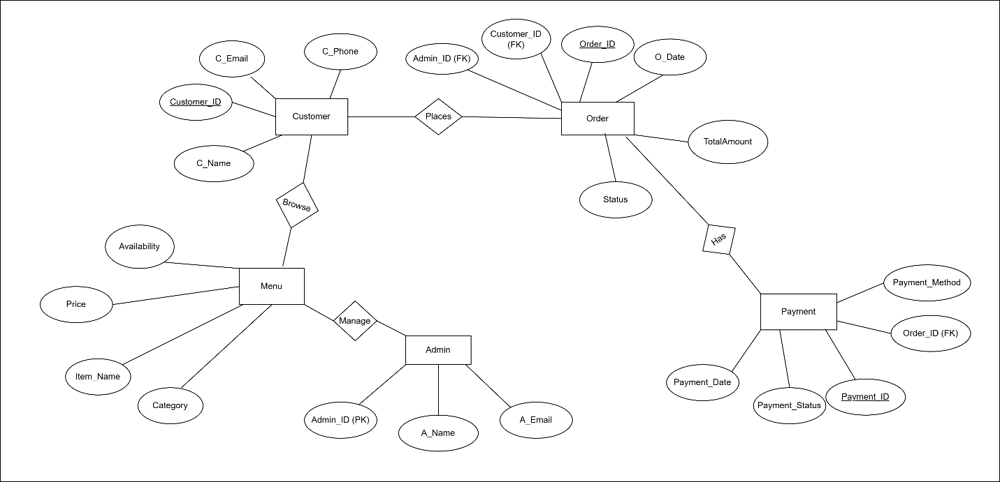 Customer_ID
(FK)
Order_ID
C_Phone
C_Email
Admin_ID (FK)
O_Date
Customer_ID
Customer
Places
Order
TotalAmount
C_Name
Status
Browse
Has
Availability
Menu
Payment_Method
Price
Payment
Manage
Order_ID (FK)
Admin
Item_Name
Payment_Date
Category
Payment_Status
Payment_ID
Admin_ID (PK)
A_Name
A_Email